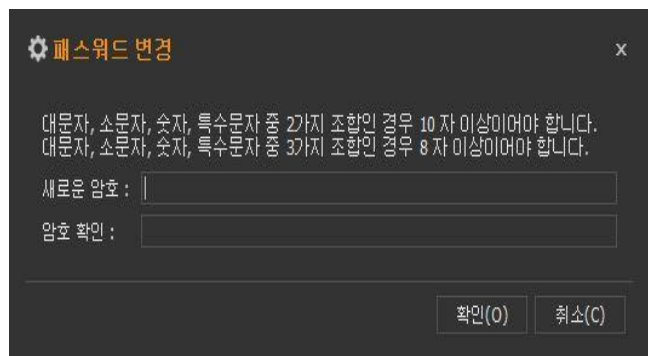 패스워드 변경
x
대문자, 소문자, 숫자, 특수문자 중 2가지 조합인 경우 10 자 이상이어야 합니다.
대문자, 소문자, 숫자, 특수문자 중 3가지 조합인 경우 8 자 이상이어야 합니다.
새로운 암호 :
암호 확인 :
확인(O) 취소(C)